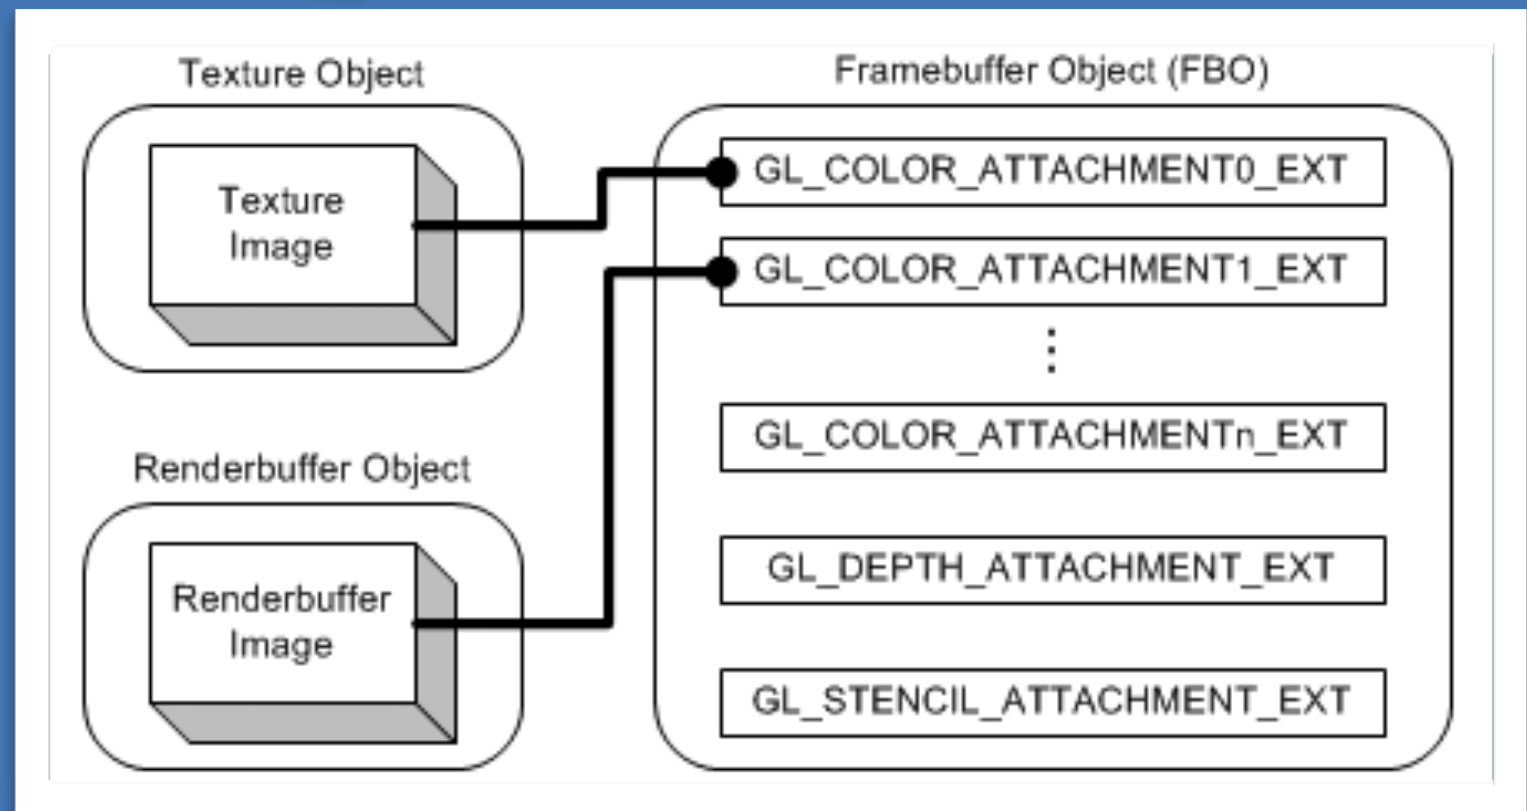 Texture Object
Texture
Image
Renderbuffer Object
Renderbuffer
Image
Framebuffer Object (FBO)
GL_COLOR_ATTACHMENT0_EXT
GL_COLOR_ATTACHMENT1_EXT
⋮
GL_COLOR_ATTACHMENTn_EXT
GL_DEPTH_ATTACHMENT_EXT
GL_STENCIL_ATTACHMENT_EXT